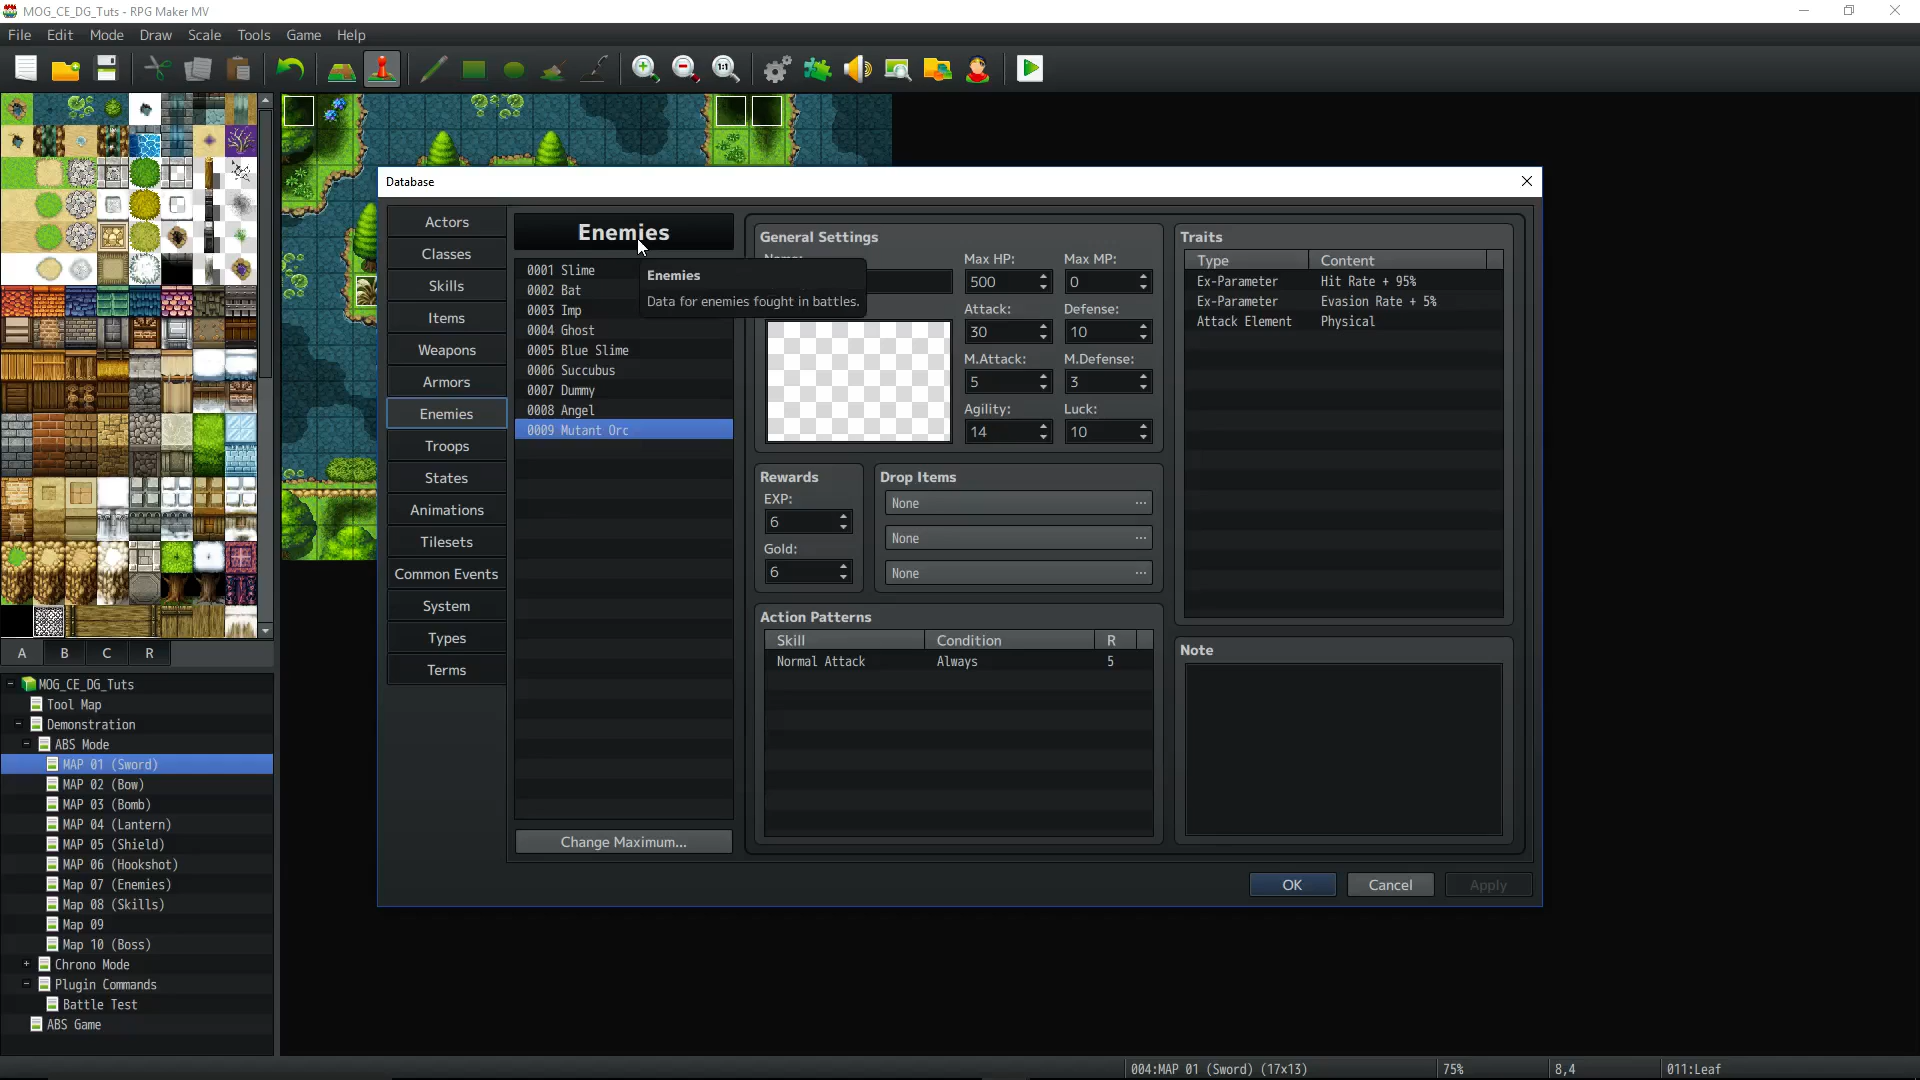 MOG_CE_DG_Tuts - RPG Maker MV
File Edit Mode Draw Scale Tools Game Help
1:1
Database
Actors
Classes
Skills
Items
Weapons
Armors
Enemies
Troops
States
Animations
Tilesets
Common Events
System
Types
Terms
Enemies
0001 Slime
0002 Bat
0003 Imp
0004 Ghost
0005 Blue Slime
0006 Succubus
0007 Dummy
0008 Angel
0009 Mutant Orc
Change Maximum...
Enemies
Data for enemies fought in battles.
General Settings
Name:
Max HP: Max MP:
500 0
Attack: Defense:
30 10
M.Attack: M.Defense:
5 3
Agility: Luck:
14 10
Rewards
EXP:
6
Gold:
6
Drop Items
None ...
None ...
None ...
Action Patterns
Skill Condition R
Normal Attack Always 5
Traits
Type Content
Ex-Parameter Hit Rate + 95%
Ex-Parameter Evasion Rate + 5%
Attack Element Physical
Note
OK Cancel Apply
A B C R
MOG_CE_DG_Tuts
Tool Map
Demonstration
ABS Mode
MAP 01 (Sword)
MAP 02 (Bow)
MAP 03 (Bomb)
MAP 04 (Lantern)
MAP 05 (Shield)
MAP 06 (Hookshot)
Map 07 (Enemies)
Map 08 (Skills)
Map 09
Map 10 (Boss)
Chrono Mode
Plugin Commands
Battle Test
ABS Game
004:MAP 01 (Sword) (17x13) 75% 8,4 011:Leaf